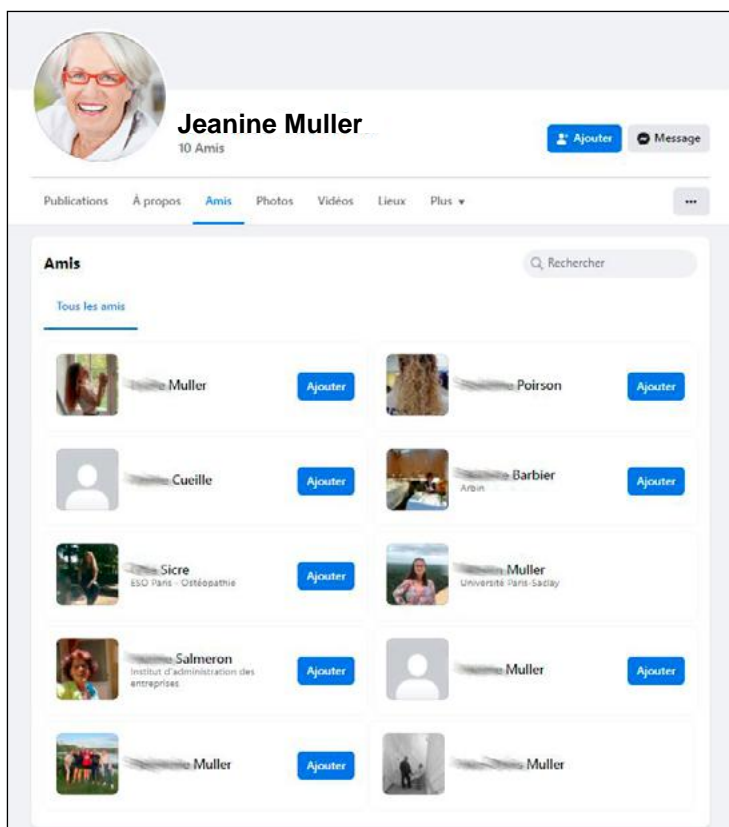 Jeanine Muller
10 Amis
Ajouter
Message
Publications À propos Amis Photos Vidéos Lieux Plus
Amis
Rechercher
Tous les amis
Muller
Ajouter
Poirson
Ajouter
Cueille
Ajouter
Barbier
Arbin
Ajouter
Sicre
ESO Paris - Ostéopathie
Ajouter
Muller
Université Paris-Saclay
Salmeron
Institut d'administration des
entreprises
Ajouter
Muller
Ajouter
Muller
Ajouter
Muller